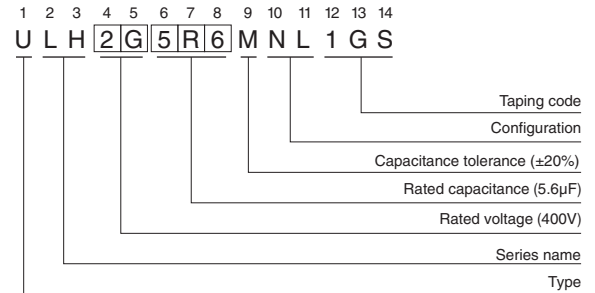 1 2 3 4 5 6 7 8 9 10 11 12 13 14
U L H 2 G 5 R 6 M N L 1 G S
Taping code
Configuration
Capacitance tolerance (±20%)
Rated capacitance (5.6µF)
Rated voltage (400V)
Series name
Type